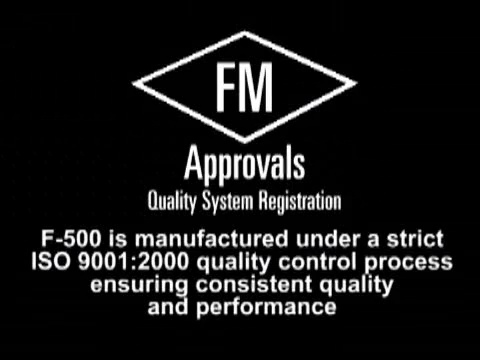 FM
Approvals
Quality System Registration
F-500 is manufactured under a strict
ISO 9001:2000 quality control process
ensuring consistent quality
and performance